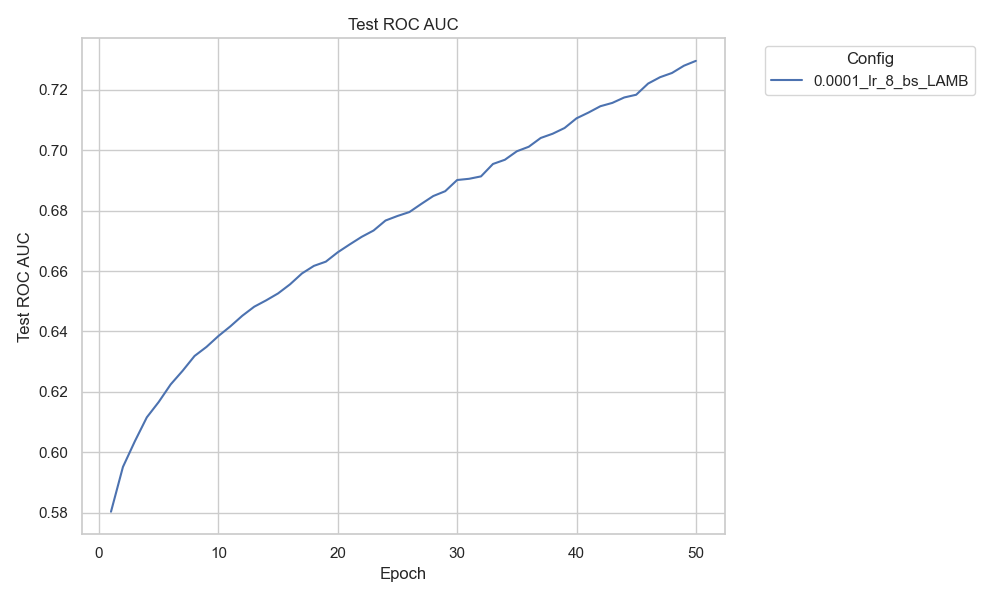 Test ROC AUC
Config
0.0001_lr_8_bs_LAMB
Test ROC AUC
0.72
0.70
0.68
0.66
0.64
0.62
0.60
0.58
0 10 20 30 40 50
Epoch